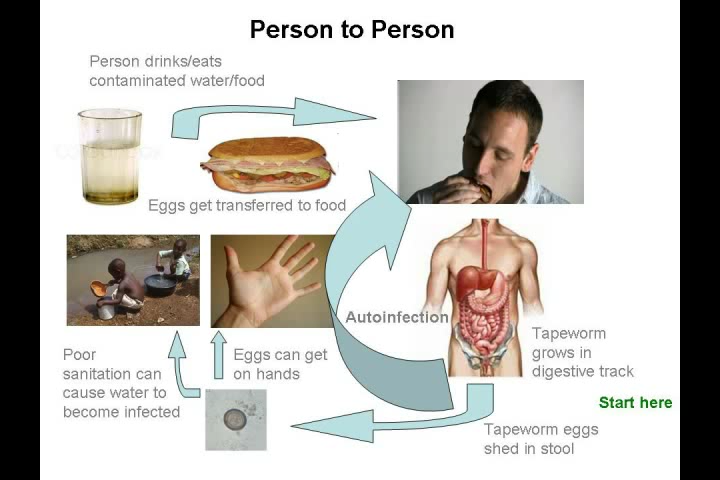 Person to Person
Person drinks/eats
contaminated water/food
Eggs get transferred to food
Autoinfection
Tapeworm
grows in
digestive track
Start here
Poor
sanitation can
cause water to
become infected
Eggs can get
on hands
Tapeworm eggs
shed in stool